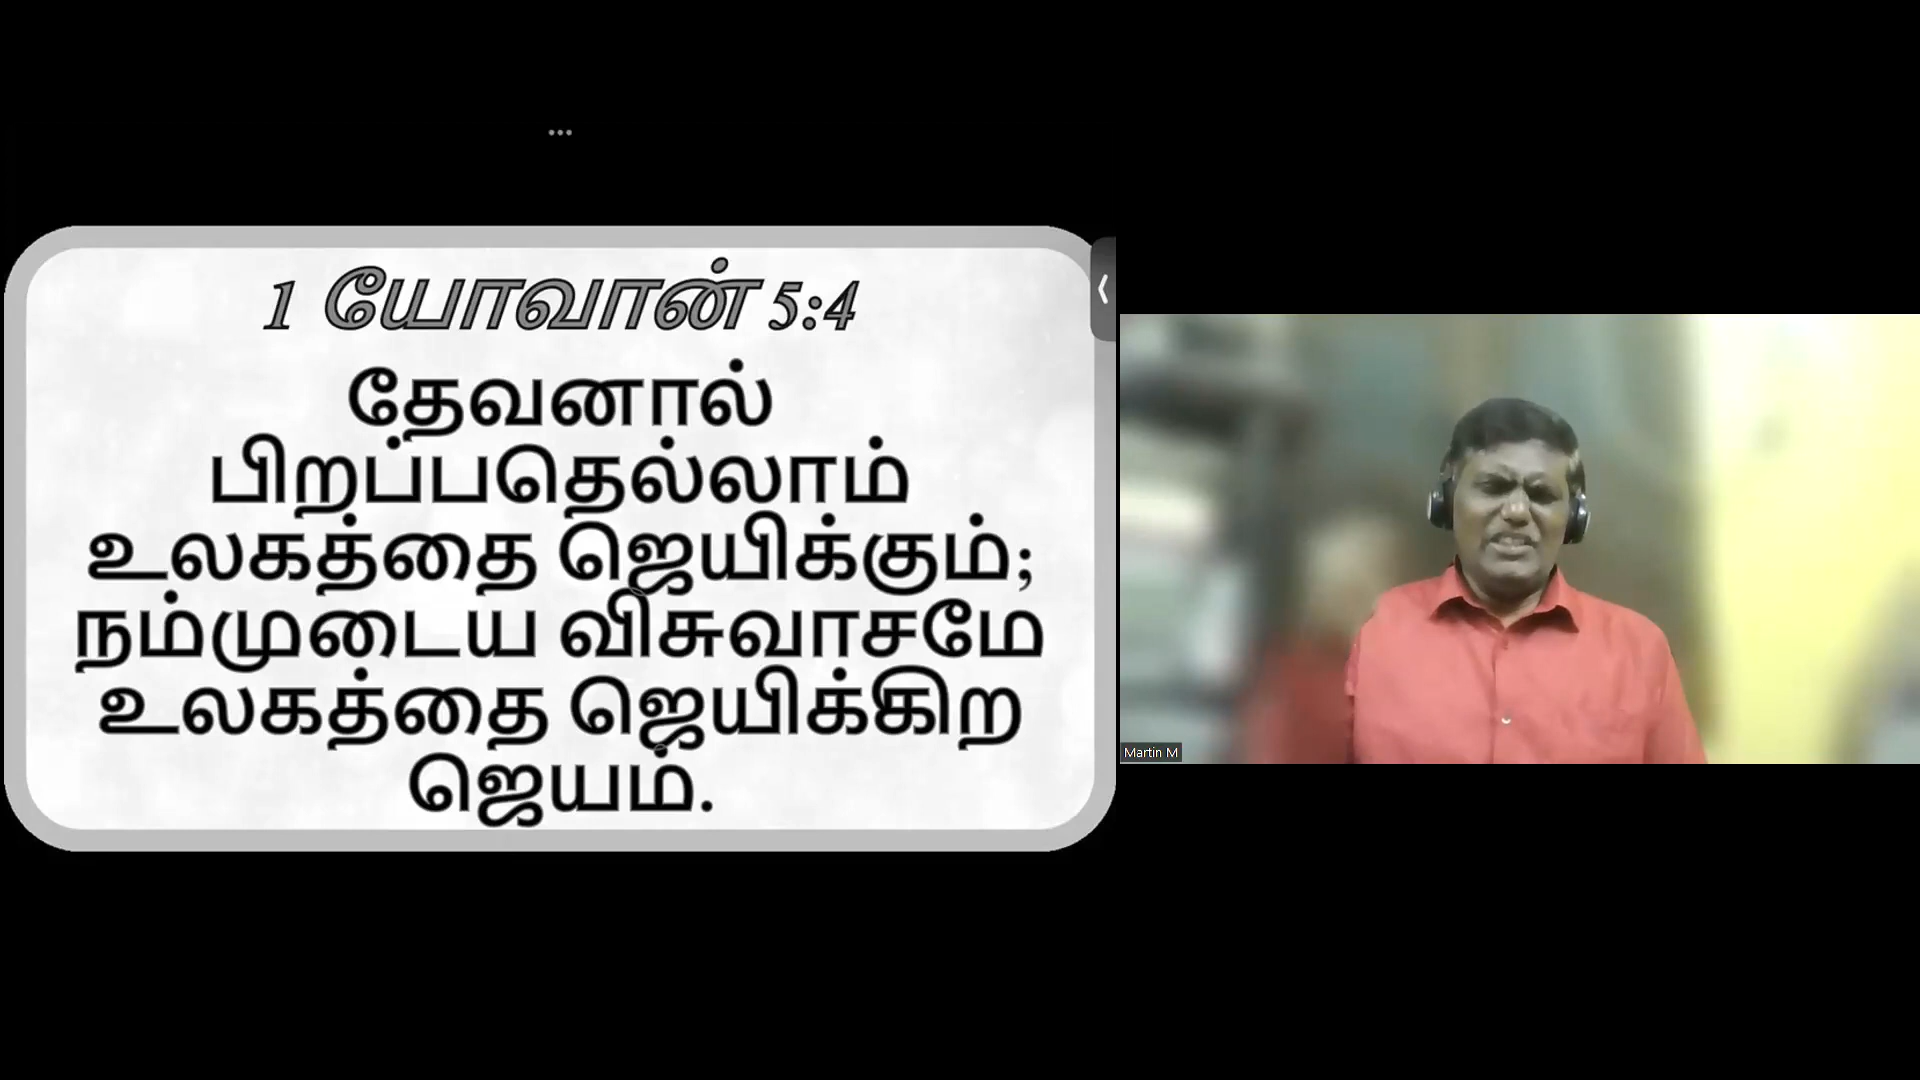 1 யோவான் 5:4
தேவனால்
பிறப்பதெல்லாம்
உலகத்தை ஜெயிக்கும்;
நம்முடைய விசுவாசமே
உலகத்தை ஜெயிக்கிற
ஜெயம்.
Martin M